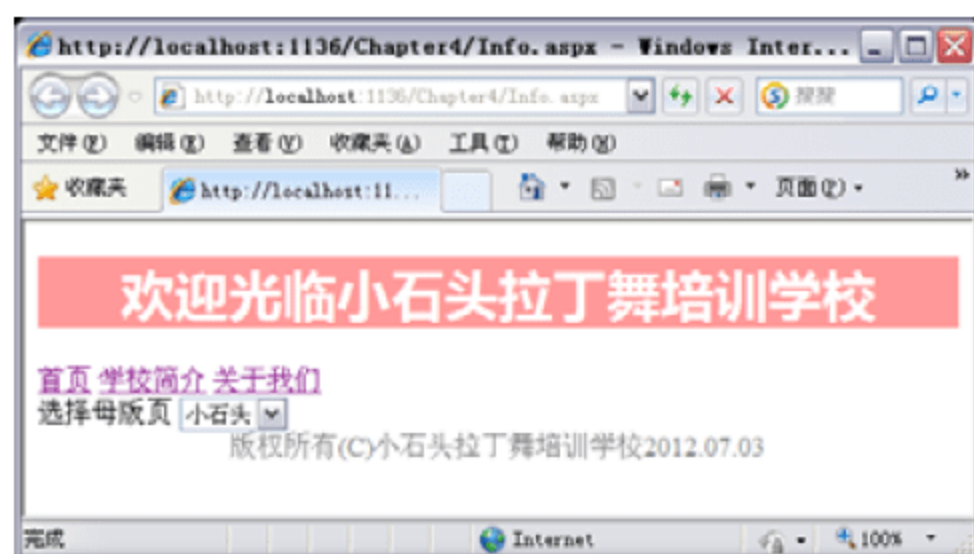 http://localhost:1136/Chapter4/Info.aspx - Windows Inter...
http://localhost:1136/Chapter4/Info.aspx 搜搜
文件(F) 编辑(E) 查看(V) 收藏夹(A) 工具(T) 帮助(H)
收藏夹 http://localhost:11... 页面(P) »
欢迎光临小石头拉丁舞培训学校
首页 学校简介 关于我们
选择母版页 小石头
版权所有(C)小石头拉丁舞培训学校2012.07.03
完成 Internet 100%